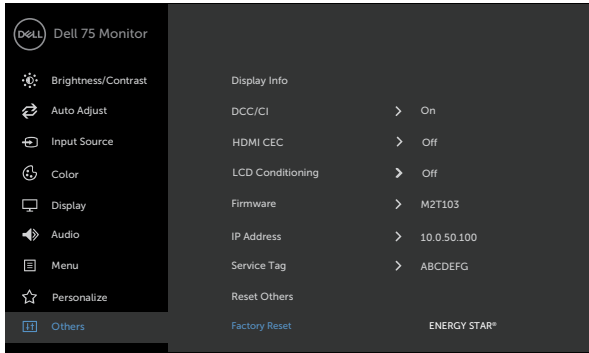 DELL Dell 75 Monitor
Brightness/Contrast Display Info
Auto Adjust DCC/CI On
Input Source HDMI CEC Off
Color LCD Conditioning Off
Display Firmware M2T103
Audio IP Address 10.0.50.100
Menu Service Tag ABCDEFG
Personalize Reset Others
Others Factory Reset ENERGY STAR®